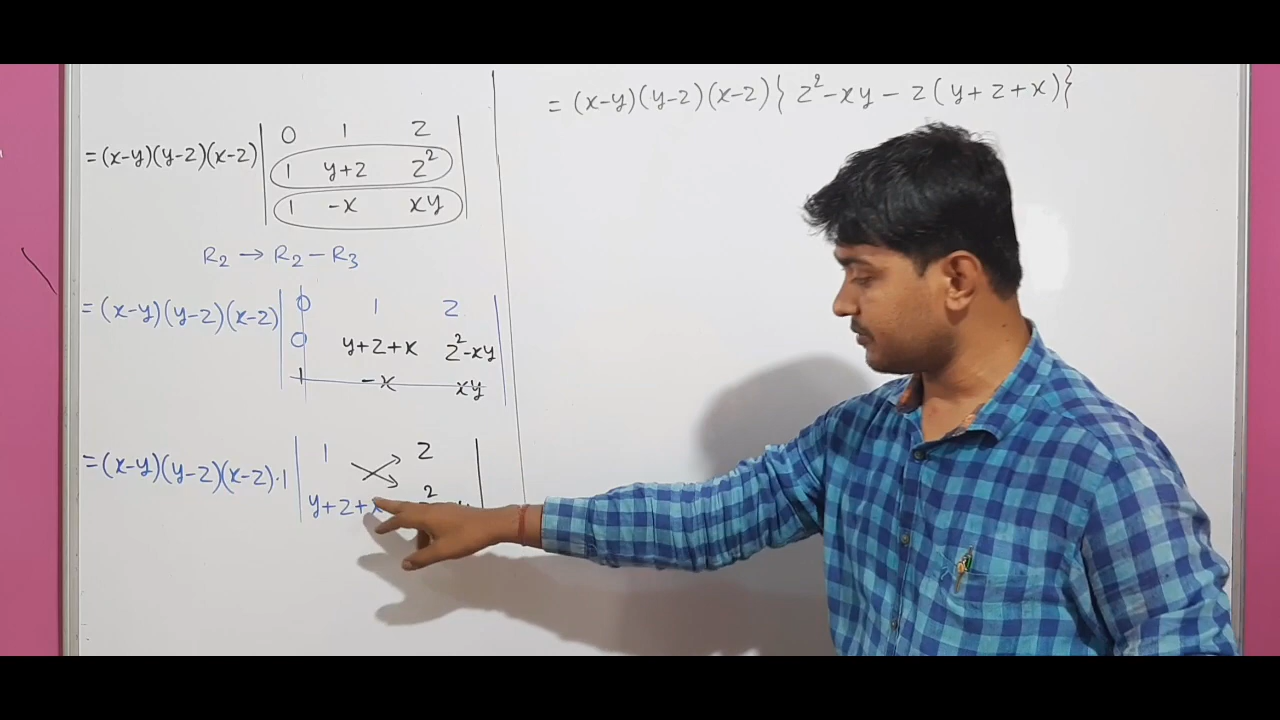 =(x-y)(y-z)(x-z) | 0 1 z |
| 1 y+z z² |
| 1 -x xy |
R₂ → R₂ - R₃
=(x-y)(y-z)(x-z) | 0 1 z |
| 0 y+z+x z²-xy |
| 1 -x xy |
=(x-y)(y-z)(x-z)·1 | 1 z |
| y+z+x 2
=(x-y)(y-z)(x-z){ z²-xy - z(y+z+x)}